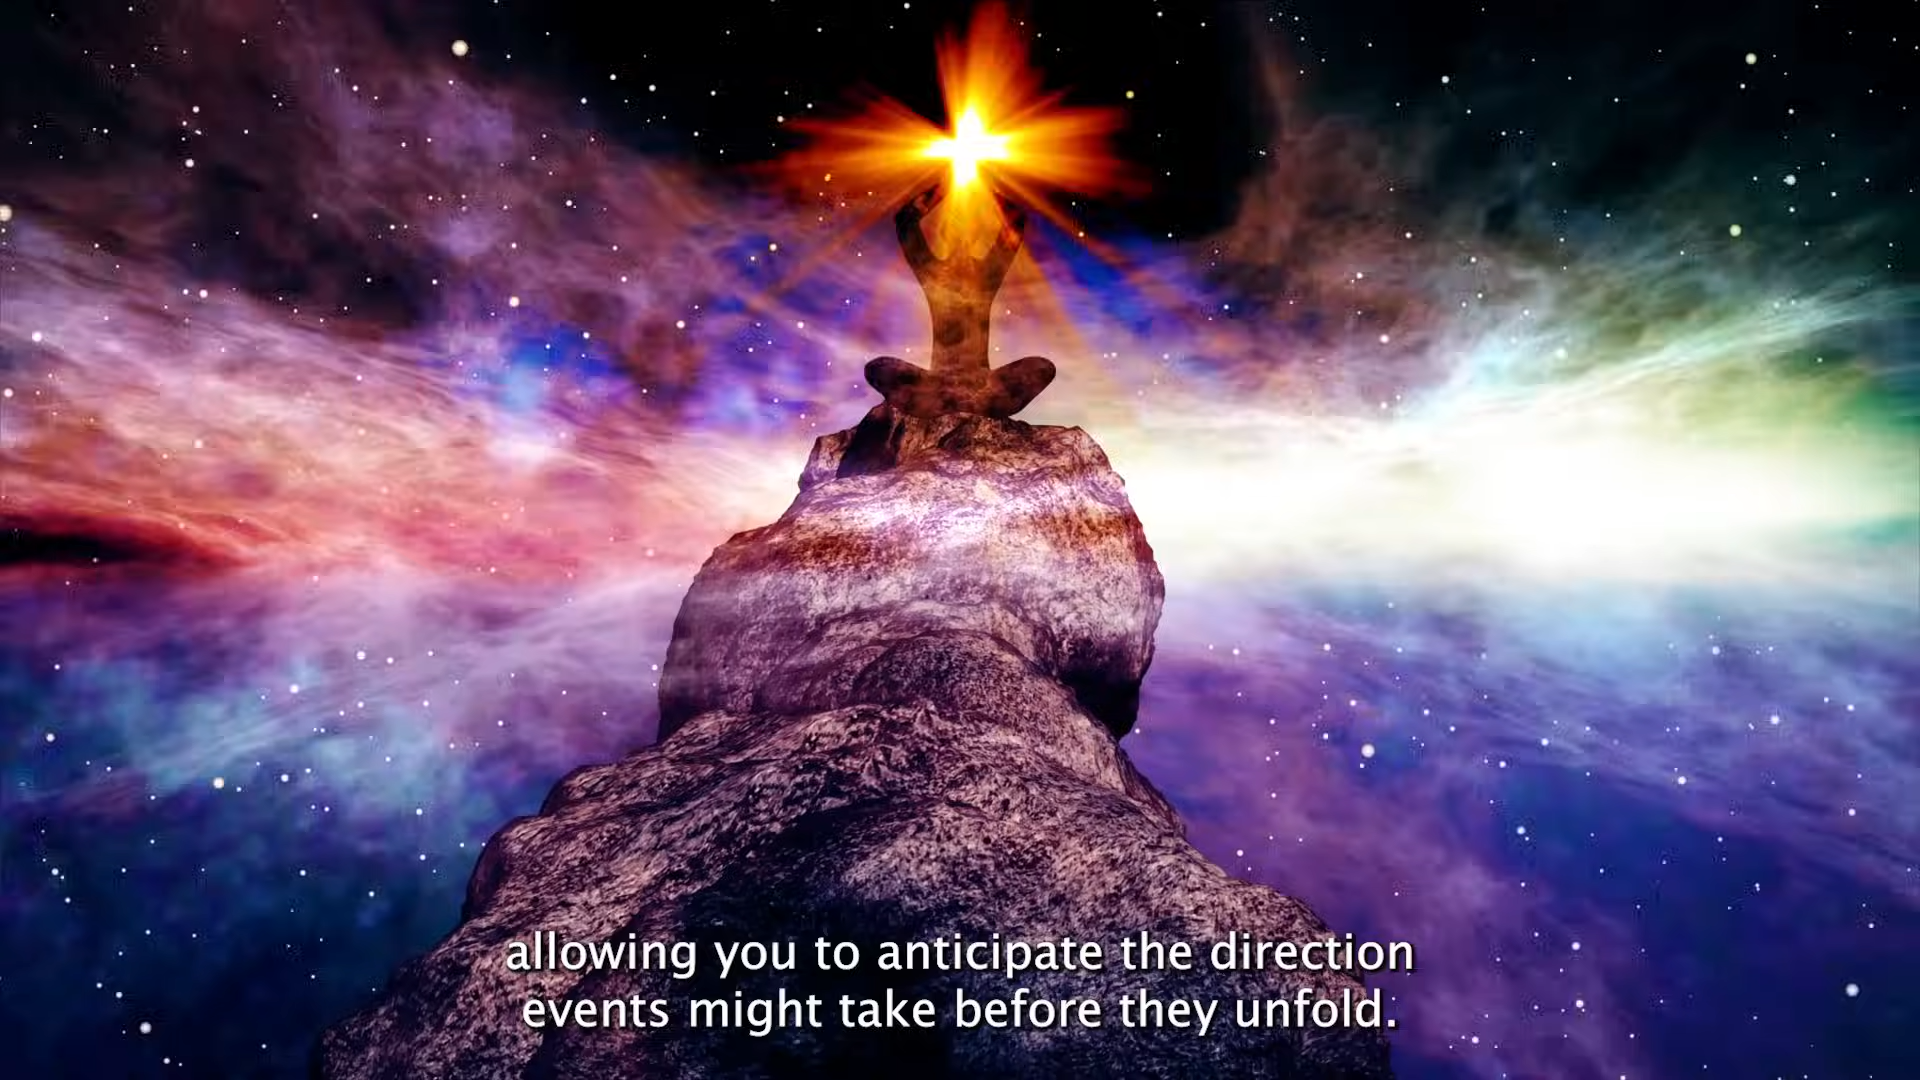 allowing you to anticipate the direction
events might take before they unfold.